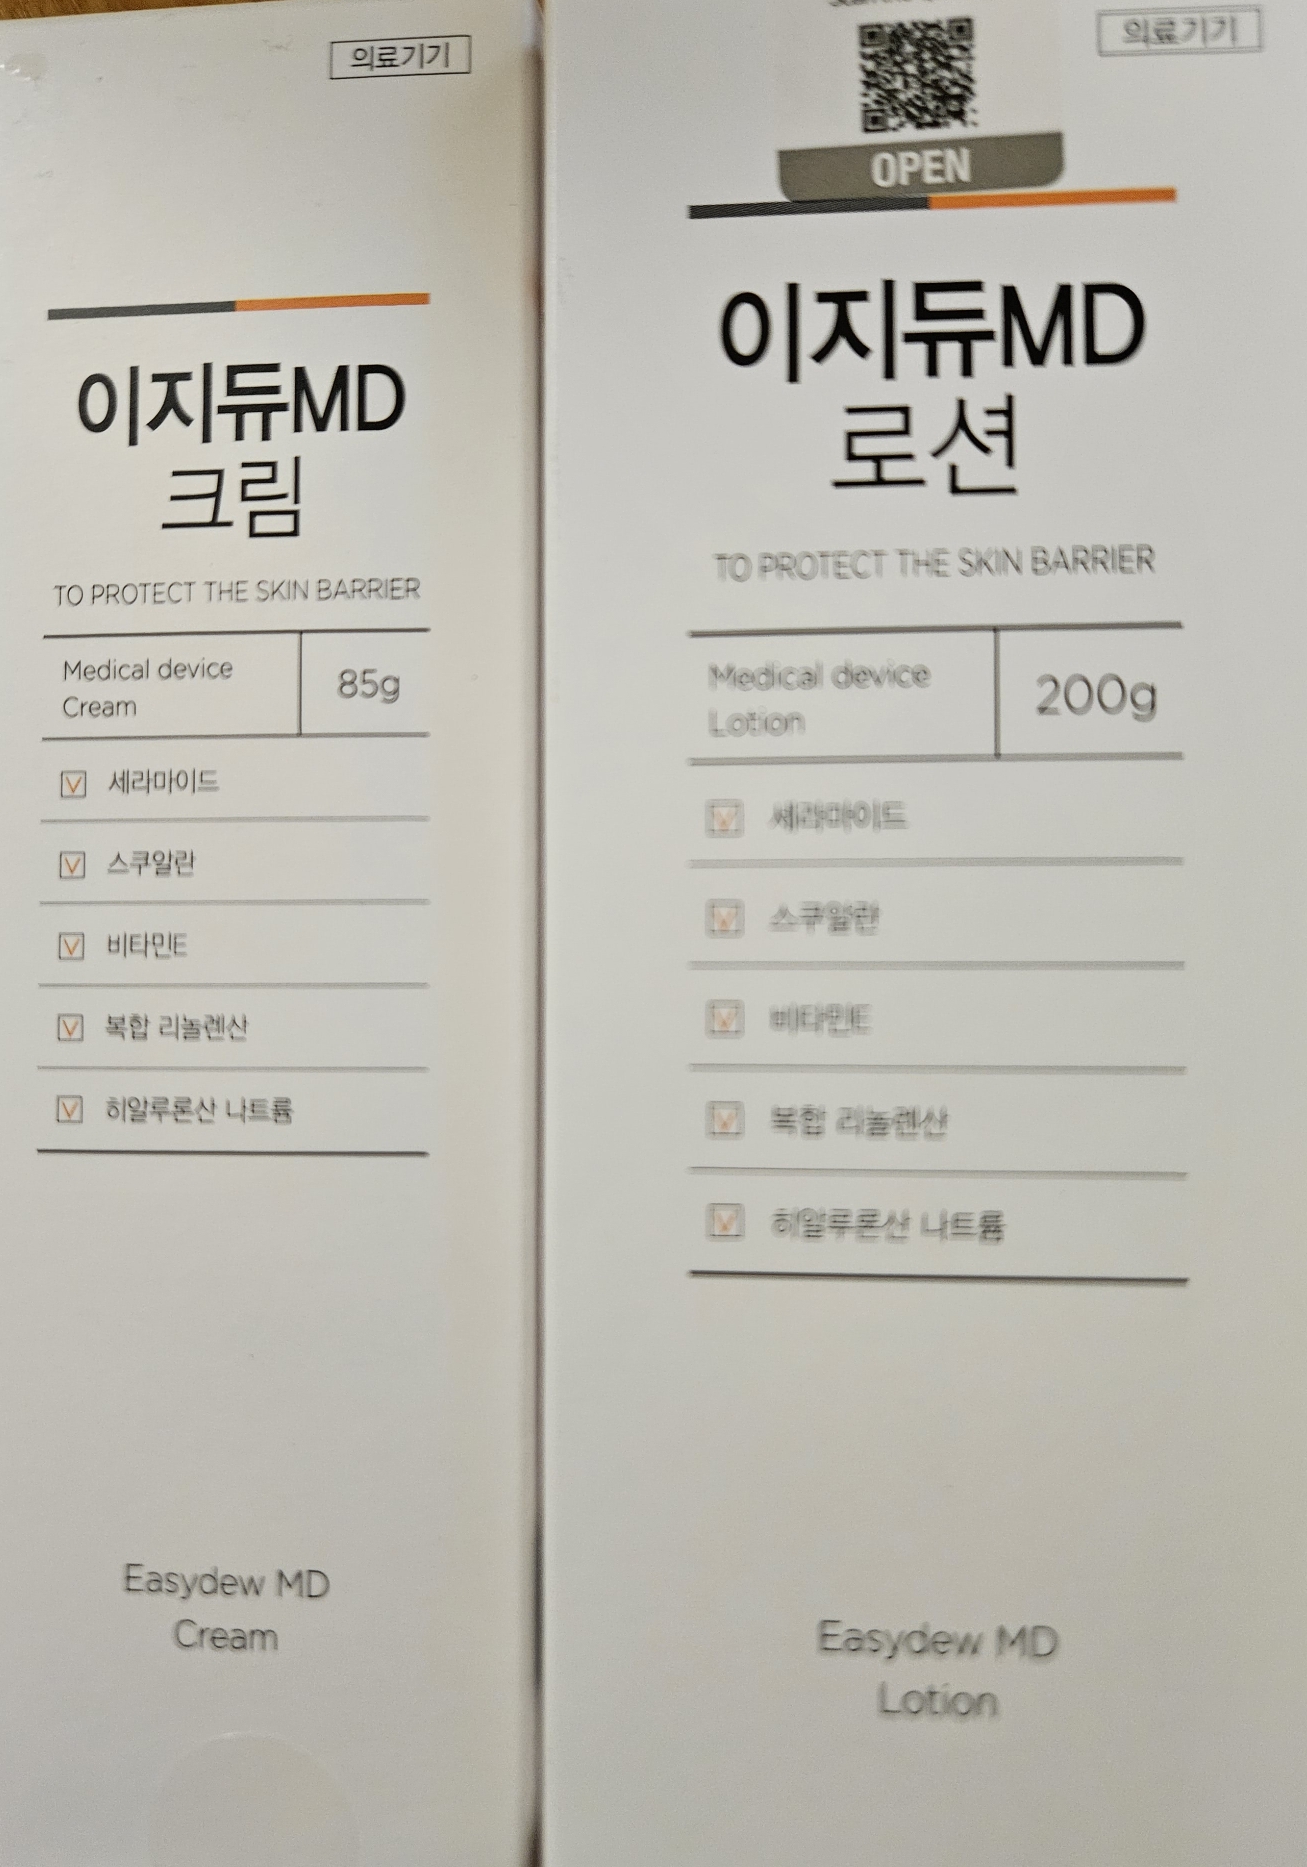 의료기기
이지듀MD
크림
TO PROTECT THE SKIN BARRIER
Medical device
Cream
85g
세라마이드
스쿠알란
비타민E
복합 리놀렌산
히알루론산 나트륨
Easydew MD
Cream
의료기기
OPEN
이지듀MD
로션
TO PROTECT THE SKIN BARRIER
Medical device
Lotion
200g
세라마이드
스쿠알란
비타민E
복합 리놀렌산
히알루론산 나트륨
Easydew MD
Lotion